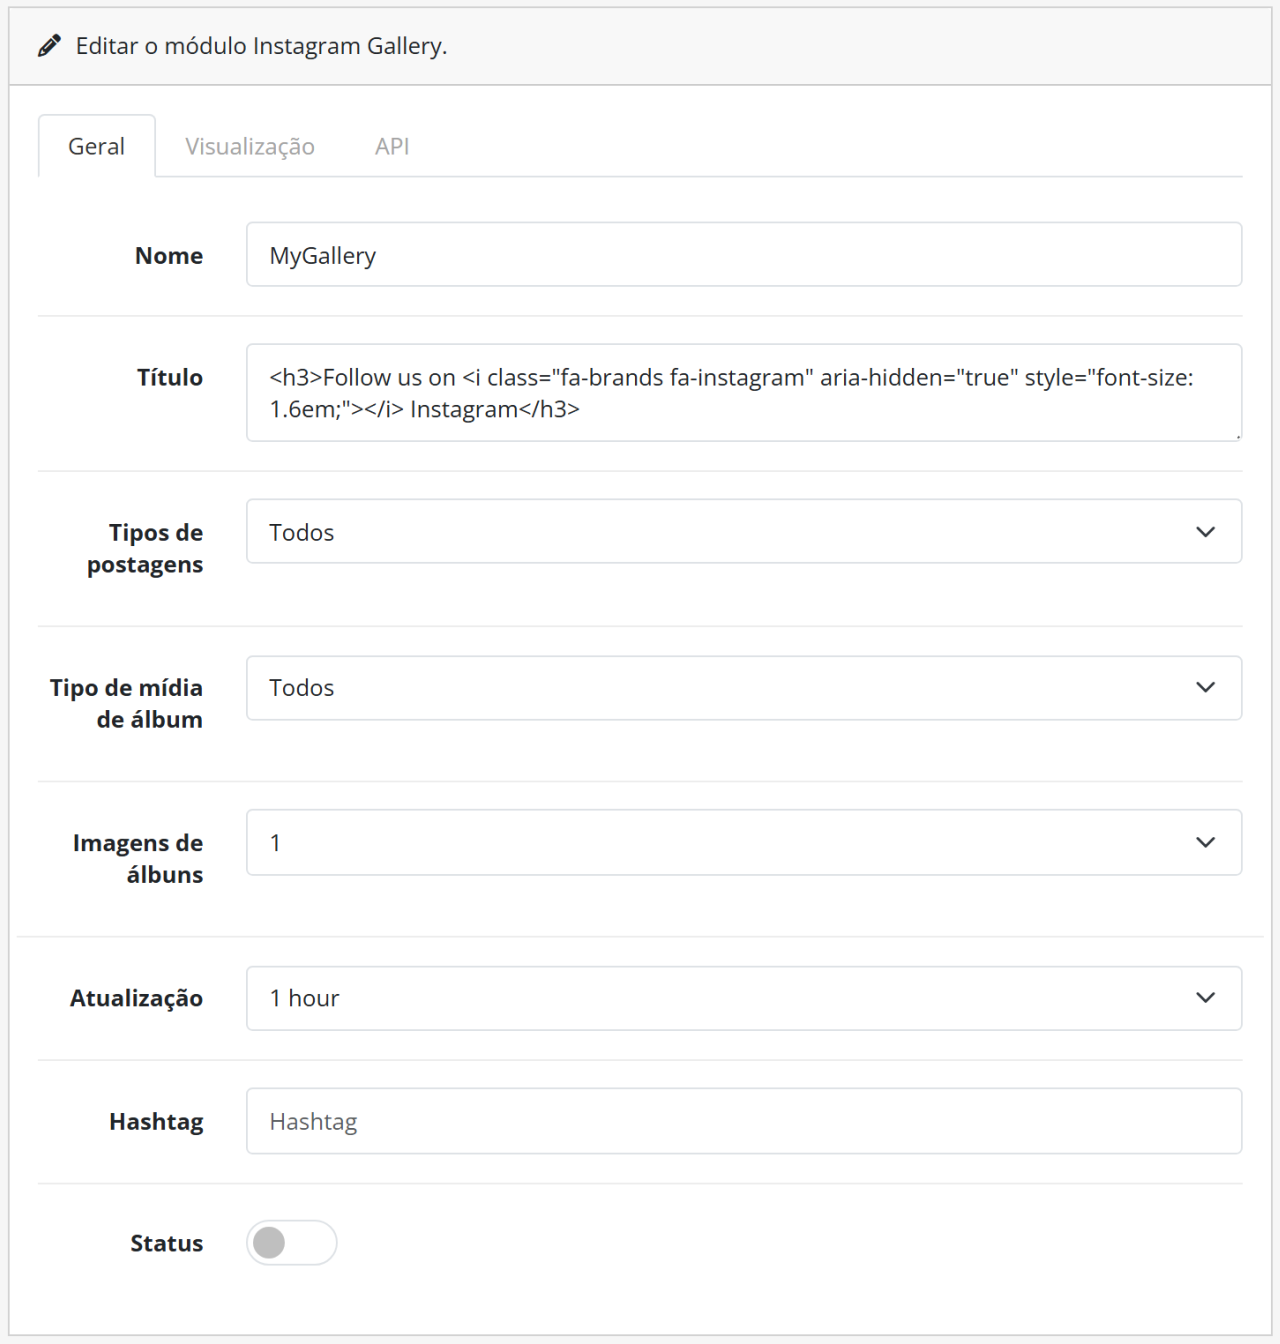 Editar o módulo Instagram Gallery.
Geral
Visualização
API
Nome
MyGallery
Título
<h3>Follow us on <i class="fa-brands fa-instagram" aria-hidden="true" style="font-size:
1.6em;"></i> Instagram</h3>
Tipos de
postagens
Todos
Tipo de mídia
de álbum
Todos
Imagens de
álbuns
1
Atualização
1 hour
Hashtag
Hashtag
Status